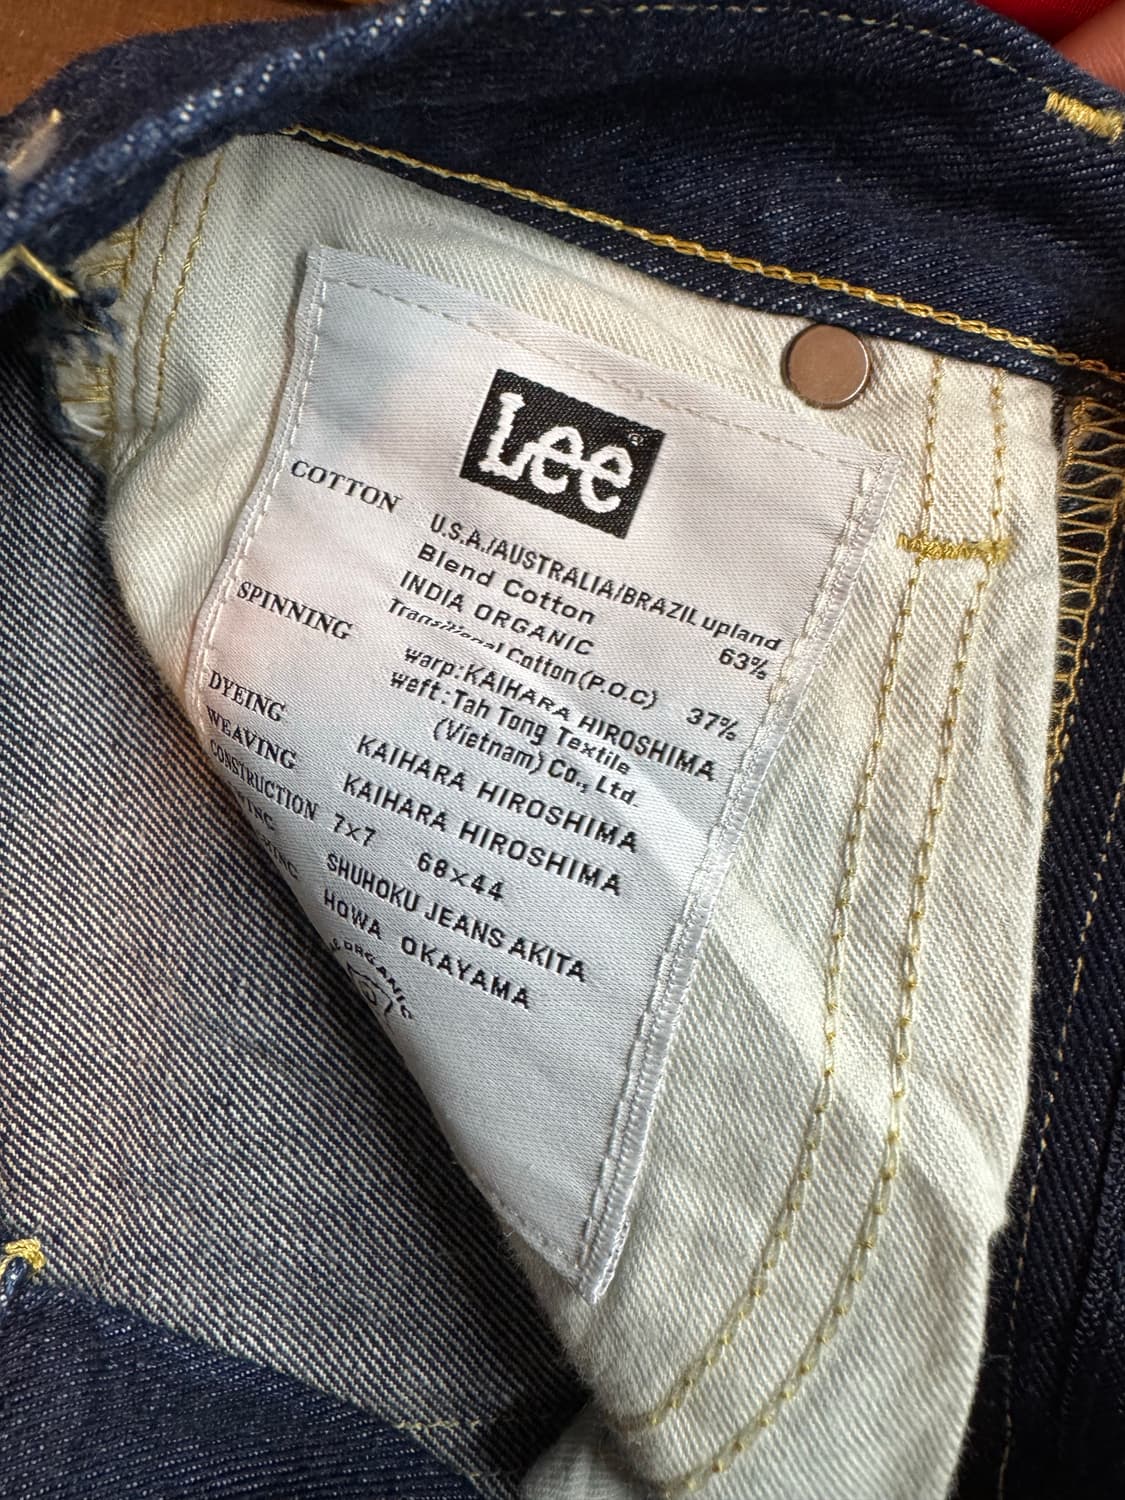 Lee®
COTTON U.S.A./AUSTRALIA/BRAZIL upland
Blend Cotton 63%
INDIA ORGANIC
Transitional Cotton(P.O.C) 37%
SPINNING warp:KAIHARA HIROSHIMA
weft:Tah Tong Textile
(Vietnam) Co., Ltd.
DYEING KAIHARA HIROSHIMA
WEAVING KAIHARA HIROSHIMA
CONSTRUCTION 7×7 68×44
SHUHOKU JEANS AKITA
HOWA OKAYAMA
ORGANIC